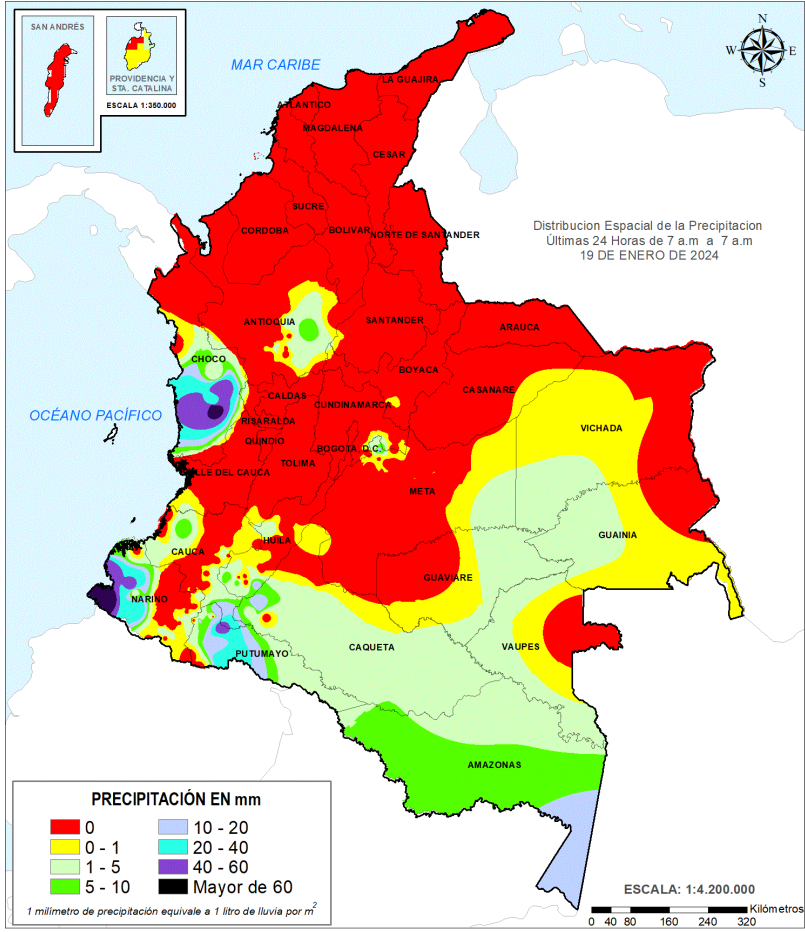 SAN ANDRÉS
PROVIDENCIA Y
STA. CATALINA
ESCALA 1:350.000
MAR CARIBE
N
W
E
S
LA GUAJIRA
ATLANTICO
MAGDALENA
CESAR
SUCRE
CORDOBA
BOLIVAR
NORTE DE SANTANDER
Distribucion Espacial de la Precipitacion
Últimas 24 Horas de 7 a.m a 7 a.m
19 DE ENERO DE 2024
ANTIOQUIA
SANTANDER
ARAUCA
CHOCO
BOYACA
CASANARE
CALDAS
CUNDINAMARCA
OCÉANO PACÍFICO
RISARALDA
VICHADA
QUINDIO
BOGOTA D.C.
TOLIMA
VALLE DEL CAUCA
META
GUAINIA
HUILA
CAUCA
GUAVIARE
NARIÑO
PUTUMAYO
CAQUETA
VAUPES
AMAZONAS
PRECIPITACIÓN EN mm
0
10 - 20
0 - 1
20 - 40
1 - 5
40 - 60
5 - 10
Mayor de 60
1 milímetro de precipitación equivale a 1 litro de lluvia por m2
ESCALA: 1:4.200.000
Kilómetros
0 40 80 160 240 320